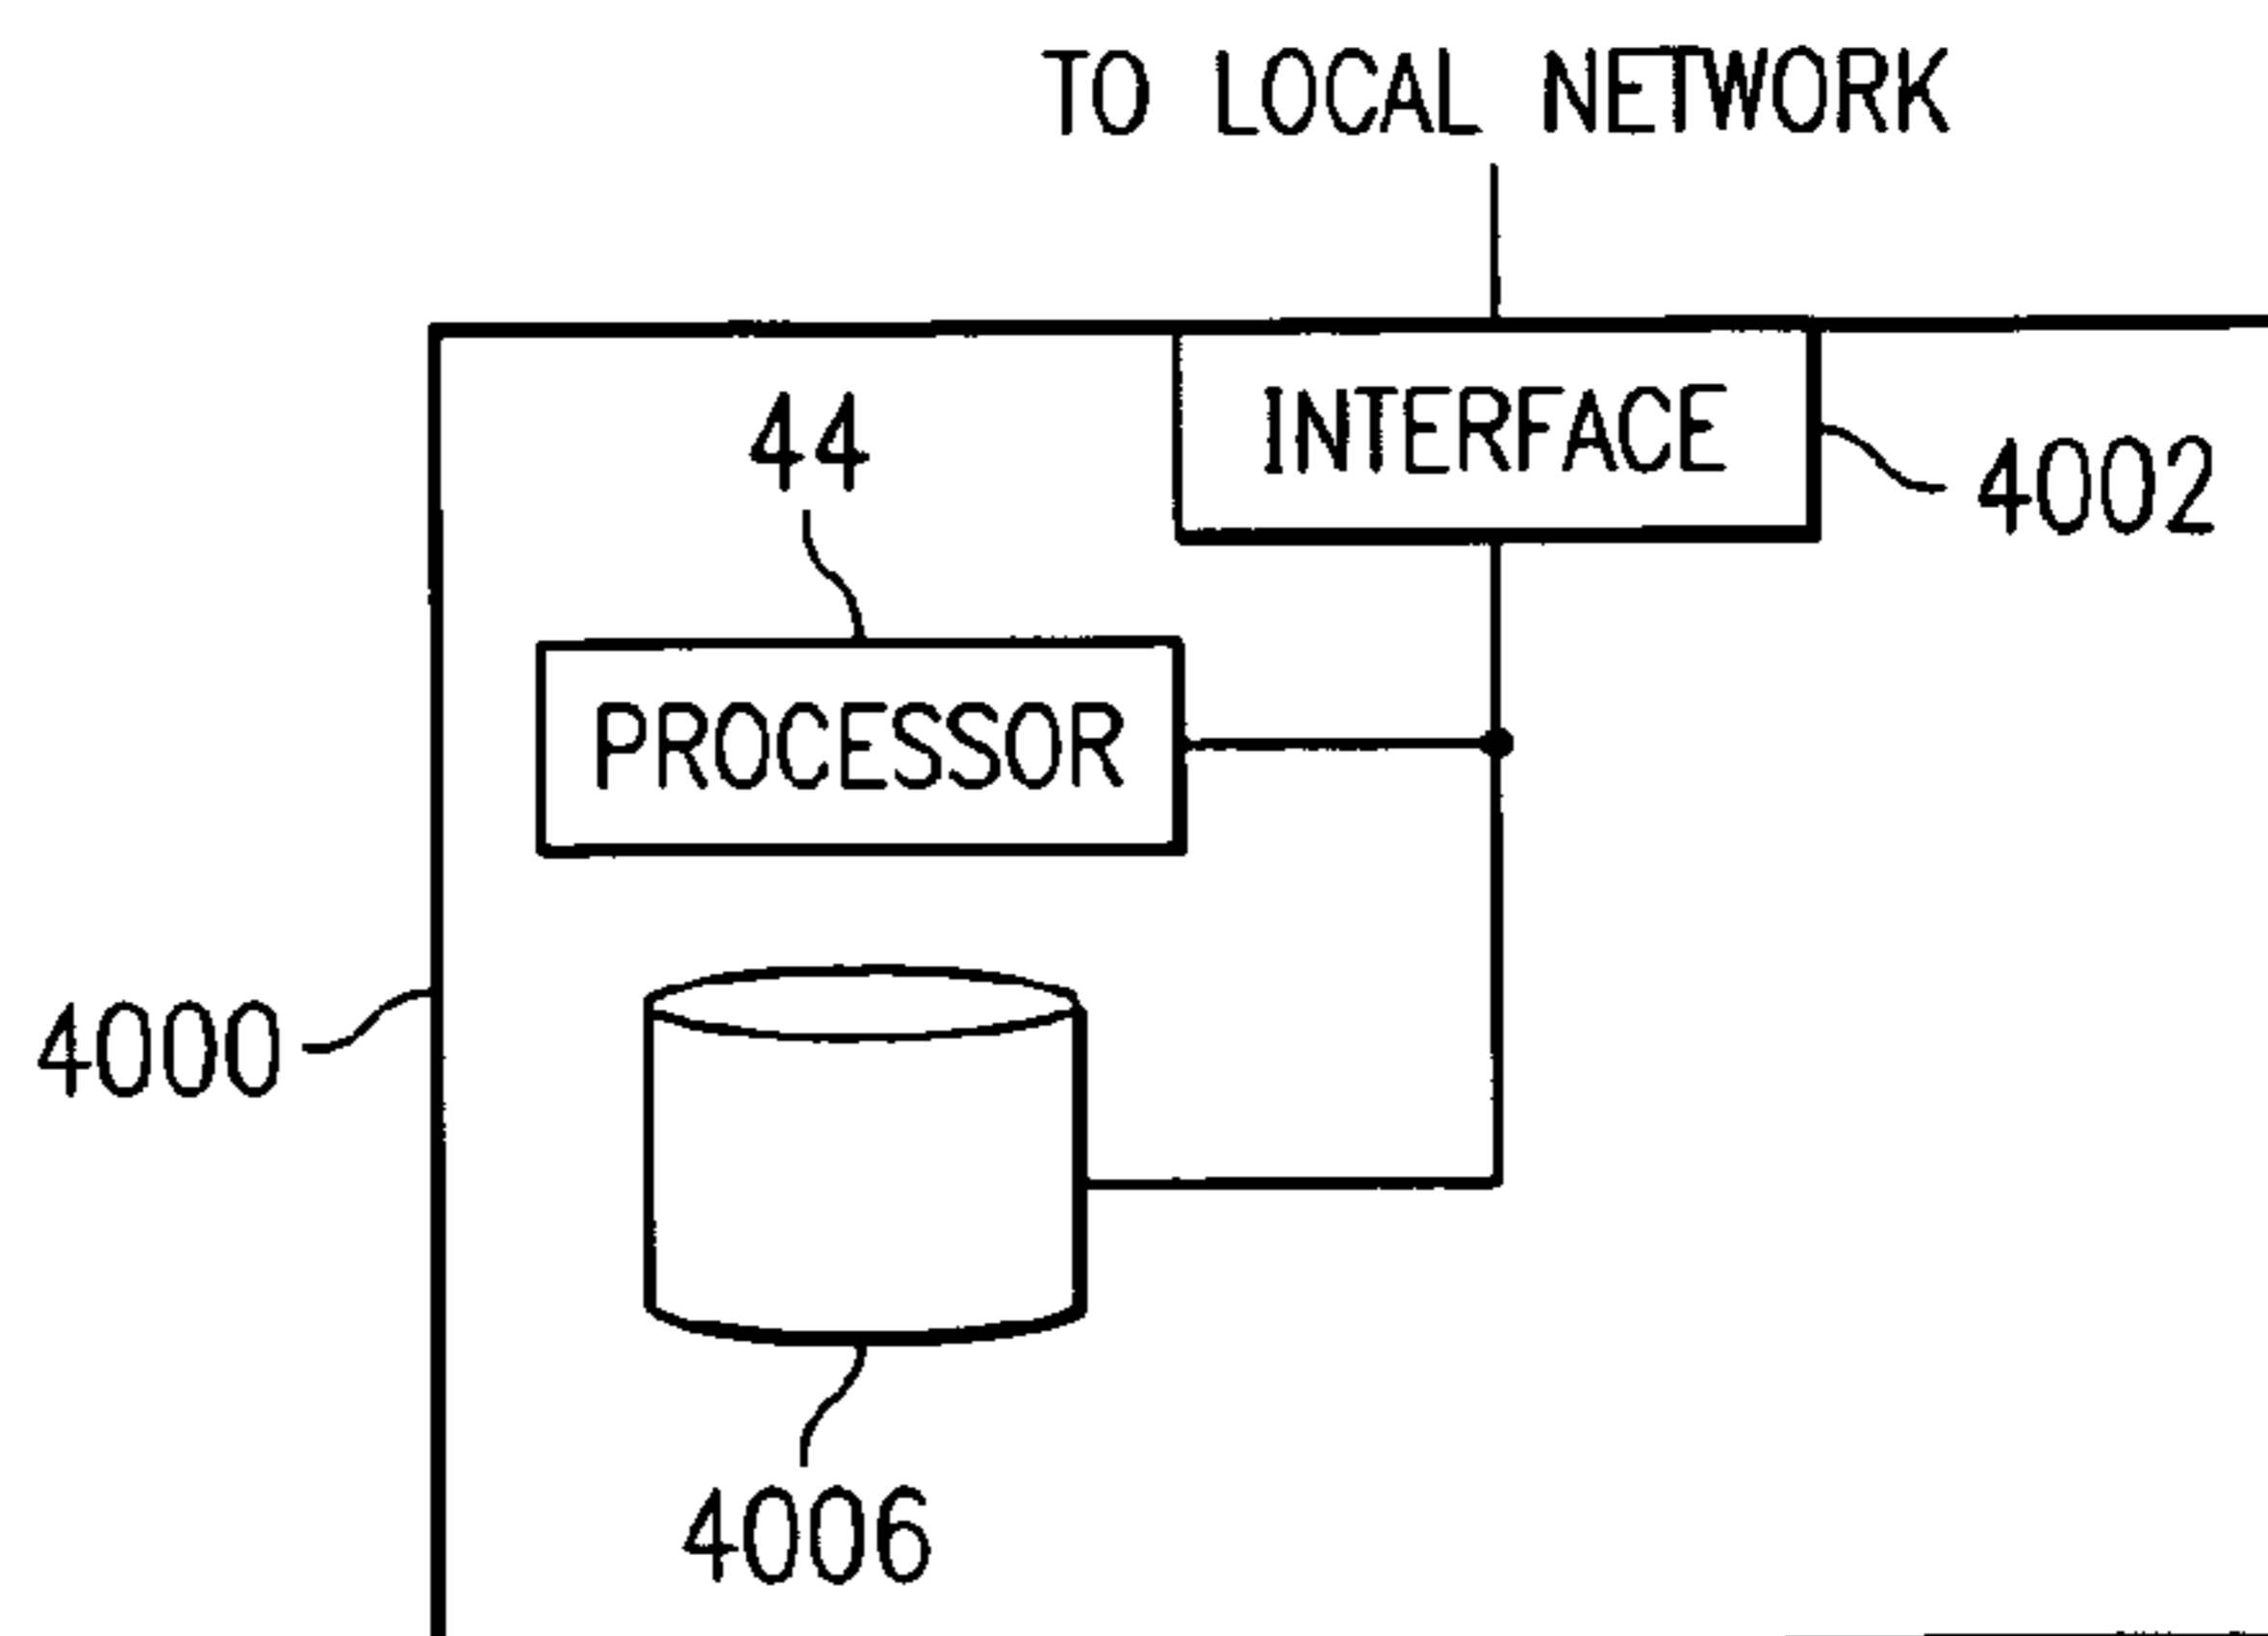 TO LOCAL NETWORK
44
INTERFACE
4002
PROCESSOR
4000
4006